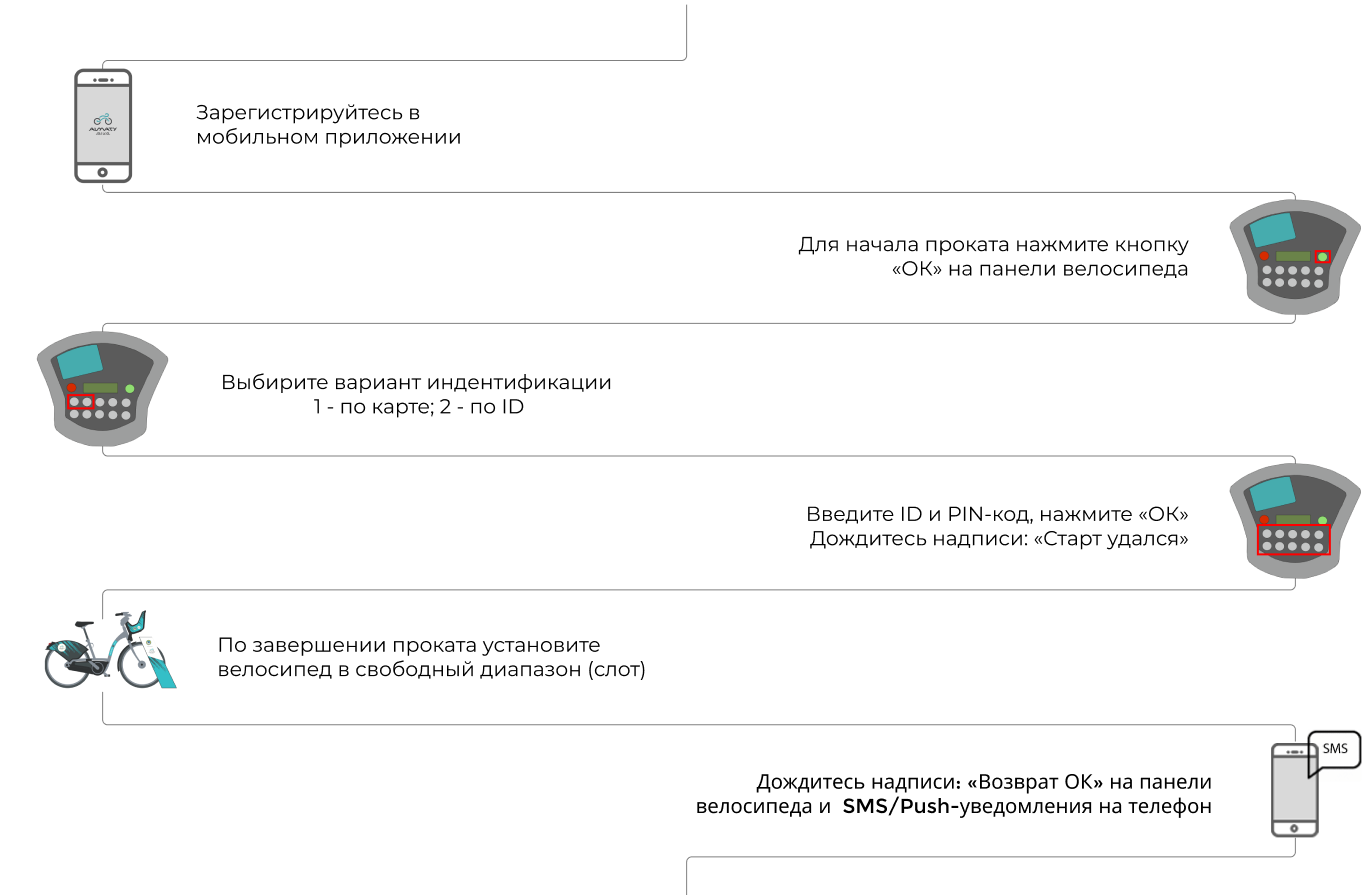 ALMATY
Зарегистрируйтесь в
мобильном приложении
Для начала проката нажмите кнопку
«ОК» на панели велосипеда
Выбирите вариант индентификации
1 - по карте; 2 - по ID
Введите ID и PIN-код, нажмите «ОК»
Дождитесь надписи: «Старт удался»
По завершении проката установите
велосипед в свободный диапазон (слот)
SMS
Дождитесь надписи: «Возврат ОК» на панели
велосипеда и SMS/Push-уведомления на телефон